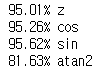 95.01% z
95.26% cos
95.62% sin
81.63% atan2